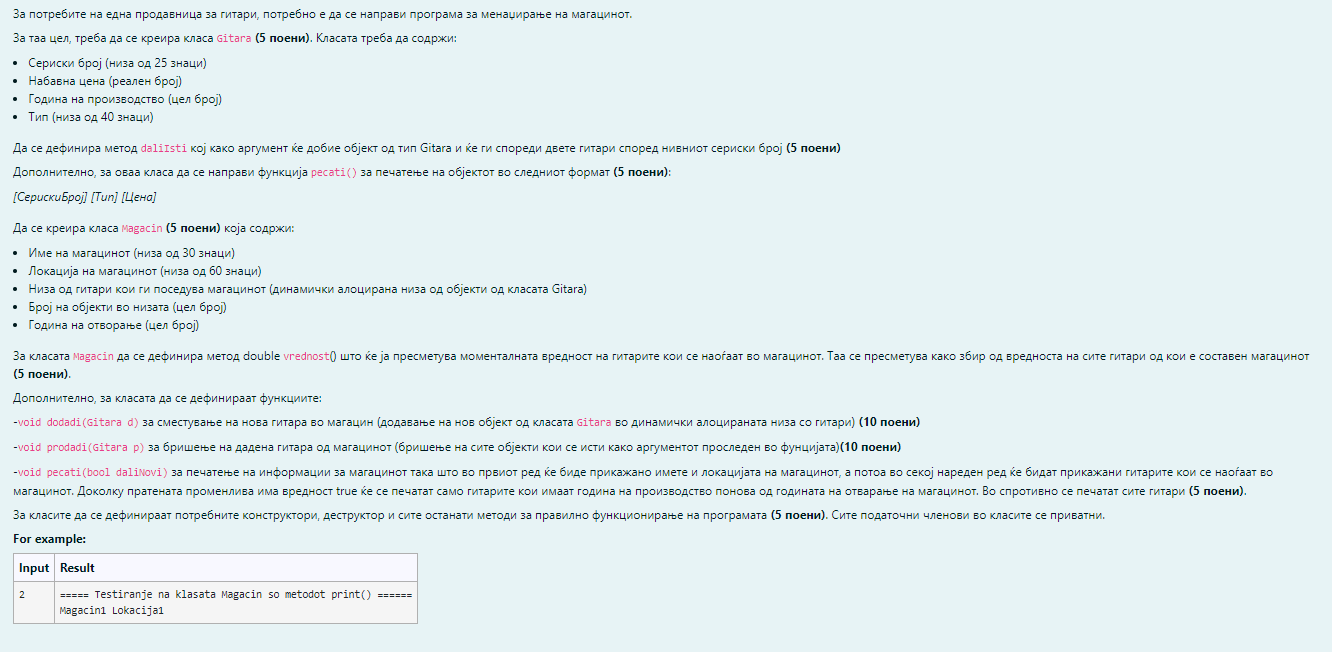 За потребите на една продавница за гитари, потребно е да се направи програма за менаџирање на магацинот.
За таа цел, треба да се креира класа Gitara (5 поени). Класата треба да содржи:
• Сериски број (низа од 25 знаци)
• Набавна цена (реален број)
• Година на производство (цел број)
• Тип (низа од 40 знаци)
Да се дефинира метод daliIsti кој како аргумент ќе добие објект од тип Gitara и ќе ги спореди двете гитари според нивниот сериски број (5 поени)
Дополнително, за оваа класа да се направи функција pecati() за печатење на објектот во следниот формат (5 поени):
[СерискиБрој] [Тип] [Цена]
Да се креира класа Magacin (5 поени) која содржи:
• Име на магацинот (низа од 30 знаци)
• Локација на магацинот (низа од 60 знаци)
• Низа од гитари кои ги поседува магацинот (динамички алоцирана низа од објекти од класата Gitara)
• Број на објекти во низата (цел број)
• Година на отворање (цел број)
За класата Magacin да се дефинира метод double vrednost() што ќе ја пресметува моменталната вредност на гитарите кои се наоѓаат во магацинот. Таа се пресметува како збир од вредноста на сите гитари од кои е составен магацинот
(5 поени).
Дополнително, за класата да се дефинираат функциите:
-void dodadi(Gitara d) за сместување на нова гитара во магацин (додавање на нов објект од класата Gitara во динамички алоцираната низа со гитари) (10 поени)
-void prodadi(Gitara p) за бришење на дадена гитара од магацинот (бришење на сите објекти кои се исти како аргументот проследен во фунцијата)(10 поени)
-void pecati(bool daliNovi) за печатење на информации за магацинот така што во првиот ред ќе биде прикажано имете и локацијата на магацинот, а потоа во секој нареден ред ќе бидат прикажани гитарите кои се наоѓаат во
магацинот. Доколку пратената променлива има вредност true ќе се печатат само гитарите кои имаат година на производство понова од годината на отварање на магацинот. Во спротивно се печатат сите гитари (5 поени).
За класите да се дефинираат потребните конструктори, деструктор и сите останати методи за правилно функционирање на програмата (5 поени). Сите податочни членови во класите се приватни.
For example:
Input Result
2 ===== Testiranje na klasata Magacin so metodot print() ======
Magacin1 Lokacija1